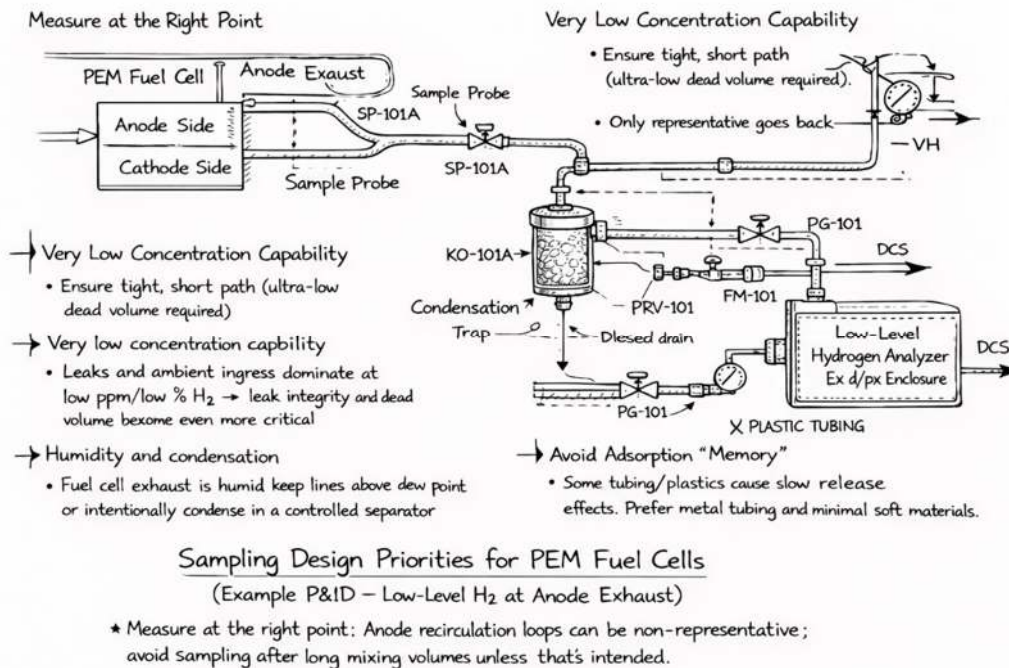 Measure at the Right Point
Very Low Concentration Capability
• Ensure tight, short path
(ultra-low dead volume required).
• Only representative goes back
VH
PEM Fuel Cell
Anode Exaust
SP-101A
Sample Probe
Anode Side
Cathode Side
Sample Probe
SP-101A
PG-101
DCS
KO-101A
PRV-101
FM-101
Condensation
Trap
Dlesed drain
Low-Level
Hydrogen Analyzer
Ex d/px Enclosure
DCS
PG-101
X PLASTIC TUBING
Very Low Concentration Capability
• Ensure tight, short path (ultra-low
dead volume required)
Very low concentration capbility
• Leaks and ambient ingress dominate at
low ppm/low % H₂ → leak integrity and dead
volume bexome even more critical
Humidity and condensation
• Fuel cell exhaust is humid keep lines above dew point
or intentionally condense in a controlled separator
Avoid Adsorption "Memory"
• Some tubing/plastics cause slow release
effects. Prefer metal tubing and minimal soft materials.
Sampling Design Priorities for PEM Fuel Cells
(Example P&ID – Low-Level H₂ at Anode Exhaust)
★ Measure at the right point: Anode recirculation loops can be non-representative;
avoid sampling after long mixing volumes unless that's intended.